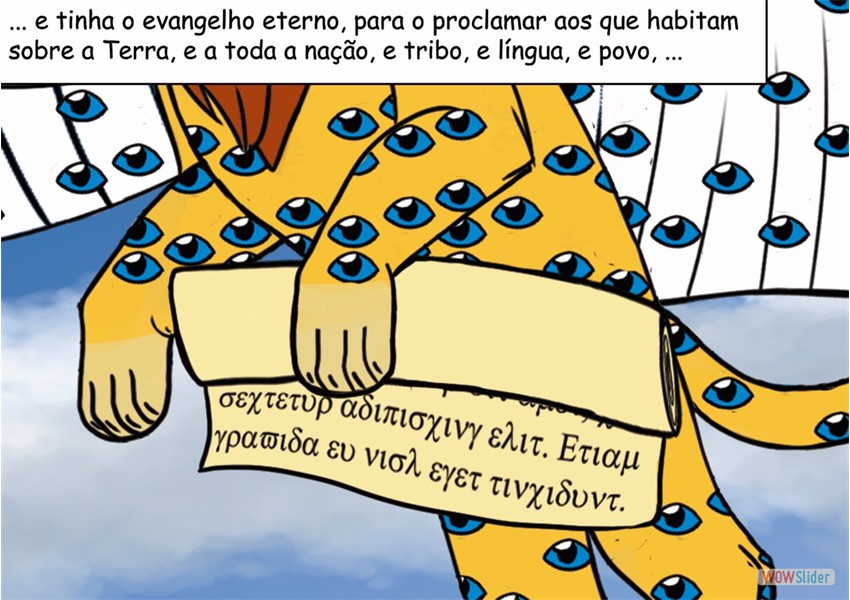 ... e tinha o evangelho eterno, para o proclamar aos que habitam
sobre a Terra, e a toda a nação, e tribo, e língua, e povo, ...
σεχτετυρ αδιπισχινγ ελιτ. Ετιαμ
γραϖιδα ευ νισλ εγετ τινχιδυντ.
WOWSlider